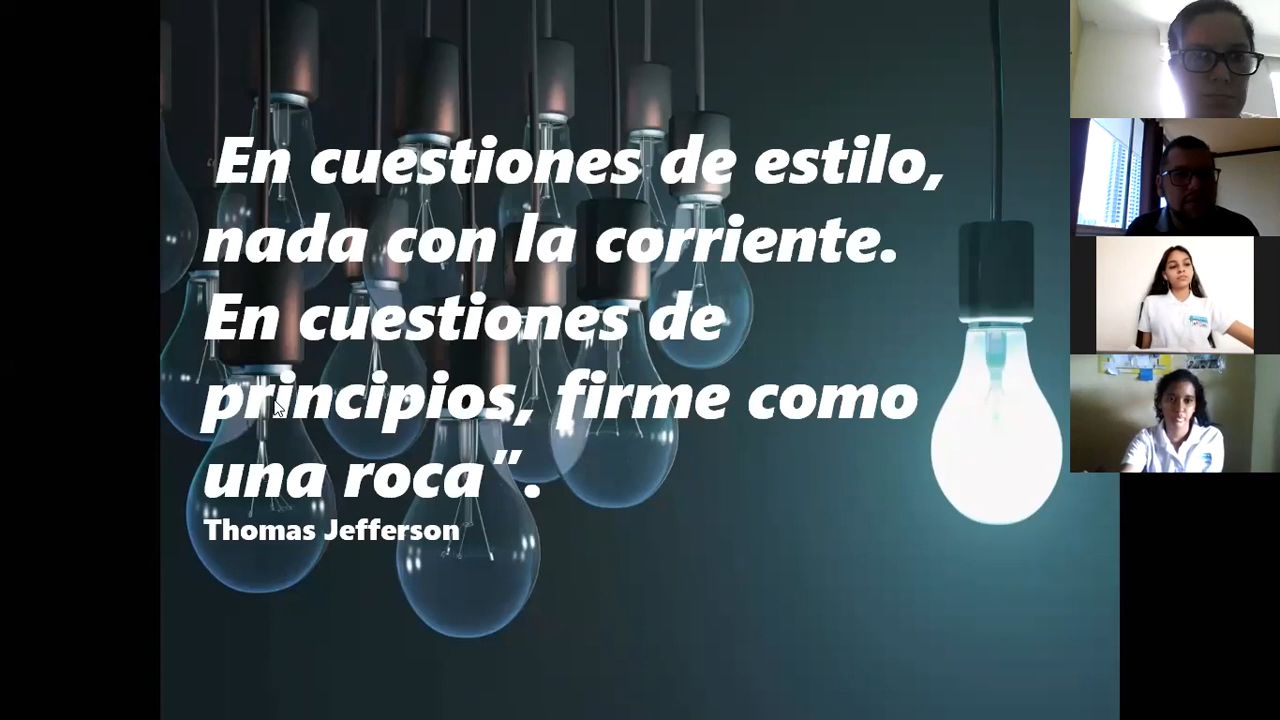 En cuestiones de estilo,
nada con la corriente.
En cuestiones de
principios, firme como
una roca”.
Thomas Jefferson